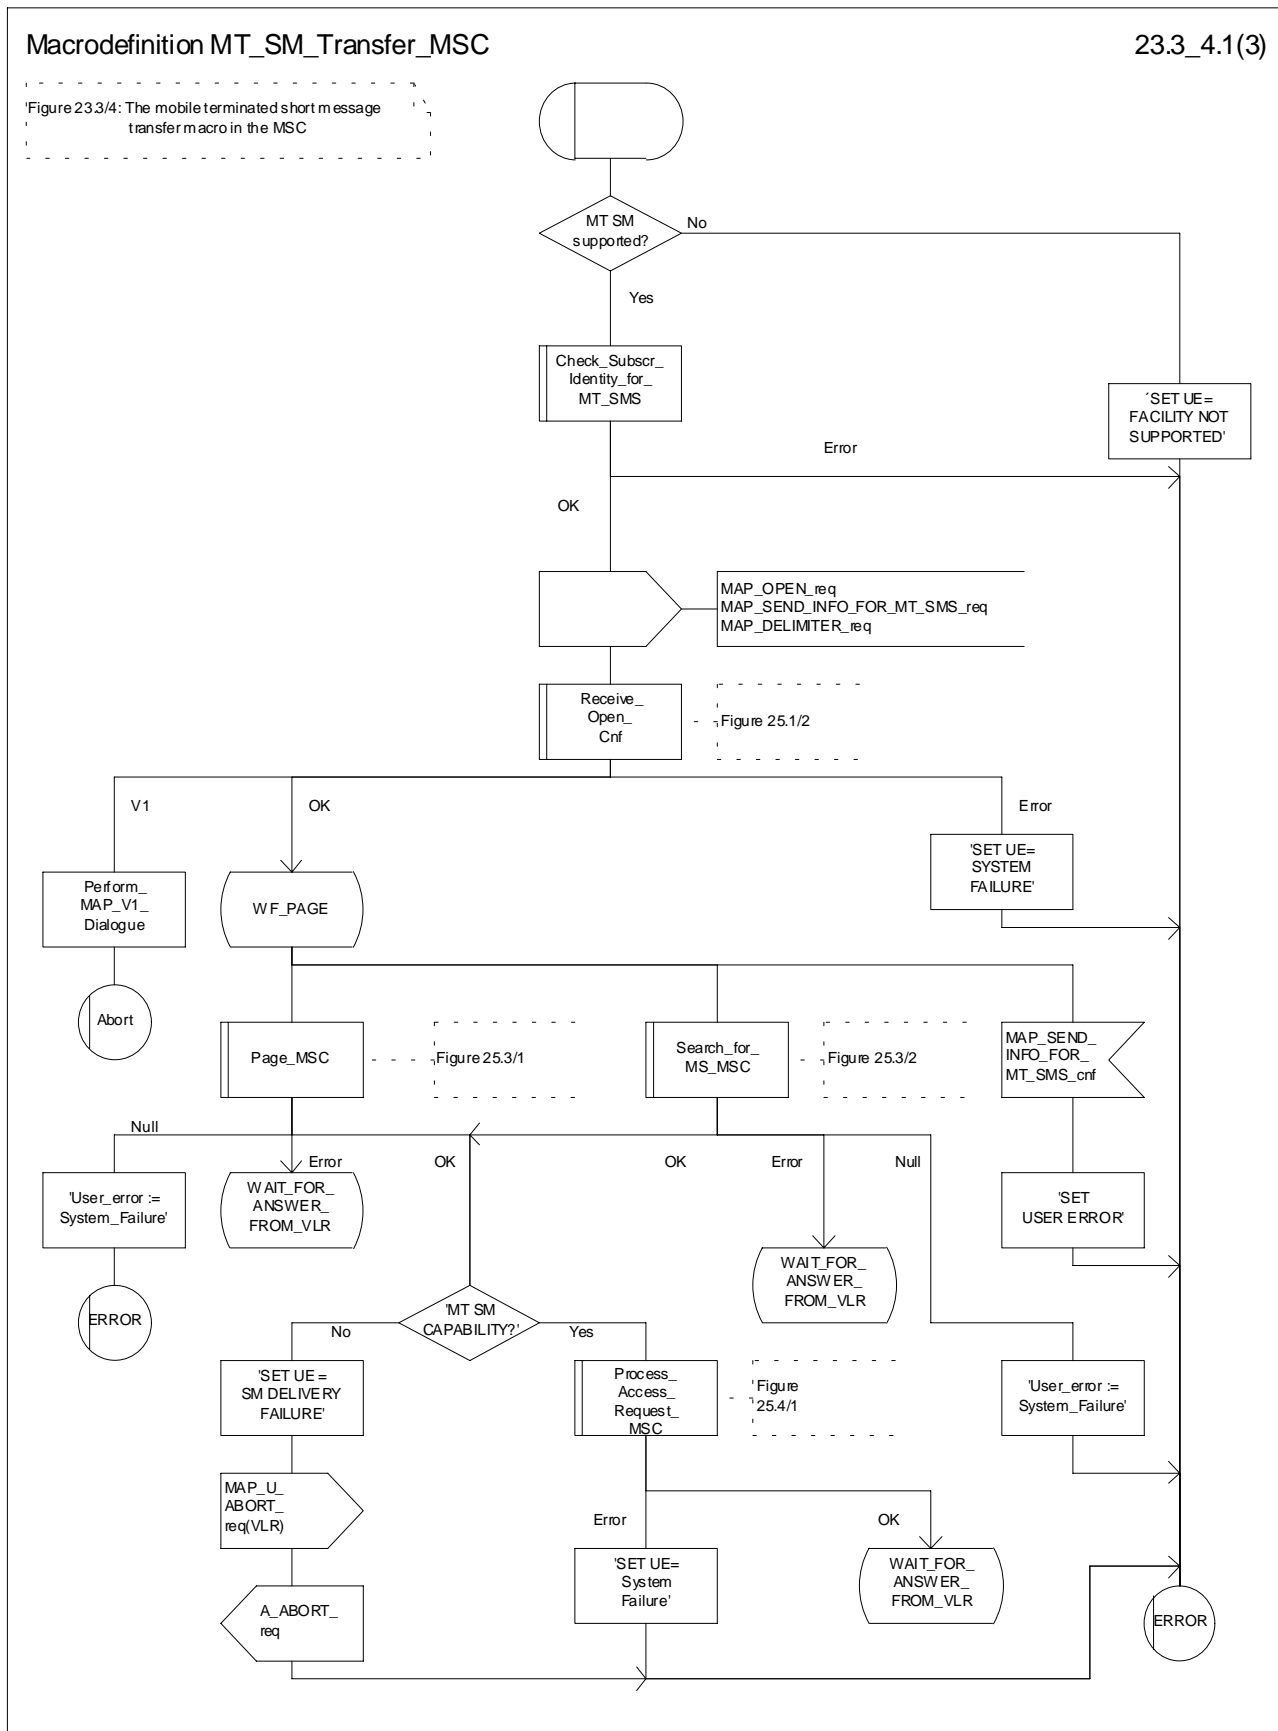 Macrodefinition MT_SM_Transfer_MSC
23.3_4.1(3)
'Figure 23.3/4: The mobile terminated short message
transfer macro in the MSC
MT SM
supported?
No
Yes
Check_Subscr_
Identity_for_
MT_SMS
´SET UE=
FACILITY NOT
SUPPORTED'
Error
OK
MAP_OPEN_req
MAP_SEND_INFO_FOR_MT_SMS_req
MAP_DELIMITER_req
Receive_
Open_
Cnf
Figure 25.1/2
V1
OK
Error
'SET UE=
SYSTEM
FAILURE'
Perform_
MAP_V1_
Dialogue
WF_PAGE
Abort
Page_MSC
Figure 25.3/1
Search_for_
MS_MSC
Figure 25.3/2
MAP_SEND_
INFO_FOR_
MT_SMS_cnf
Null
Error
OK
OK
Error
Null
'User_error :=
System_Failure'
WAIT_FOR_
ANSWER_
FROM_VLR
'SET
USER ERROR'
WAIT_FOR_
ANSWER_
FROM_VLR
ERROR
'MT SM
CAPABILITY?'
No
Yes
'SET UE =
SM DELIVERY
FAILURE'
Process_
Access_
Request_
MSC
Figure
25.4/1
'User_error :=
System_Failure'
MAP_U_
ABORT_
req(VLR)
Error
OK
'SET UE=
System
Failure'
WAIT_FOR_
ANSWER_
FROM_VLR
A_ABORT_
req
ERROR